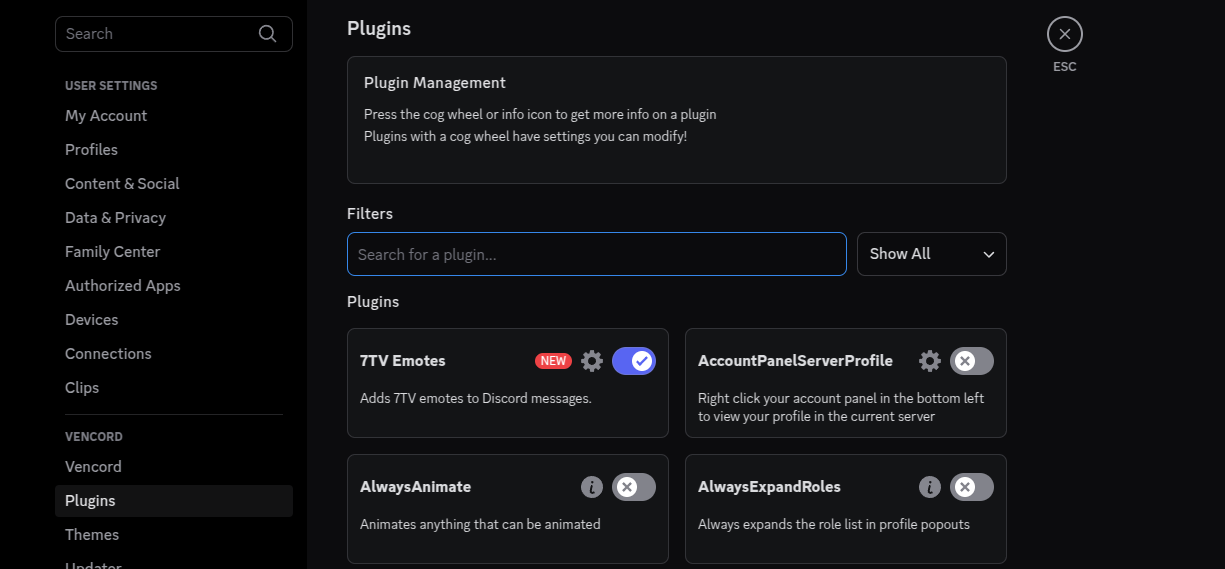 Search
USER SETTINGS
My Account
Profiles
Content & Social
Data & Privacy
Family Center
Authorized Apps
Devices
Connections
Clips
VENCORD
Vencord
Plugins
Themes
Updater
Plugins
Plugin Management
Press the cog wheel or info icon to get more info on a plugin
Plugins with a cog wheel have settings you can modify!
Filters
Search for a plugin...
Show All
Plugins
7TV Emotes NEW
Adds 7TV emotes to Discord messages.
AccountPanelServerProfile
Right click your account panel in the bottom left
to view your profile in the current server
AlwaysAnimate
Animates anything that can be animated
AlwaysExpandRoles
Always expands the role list in profile popouts
ESC